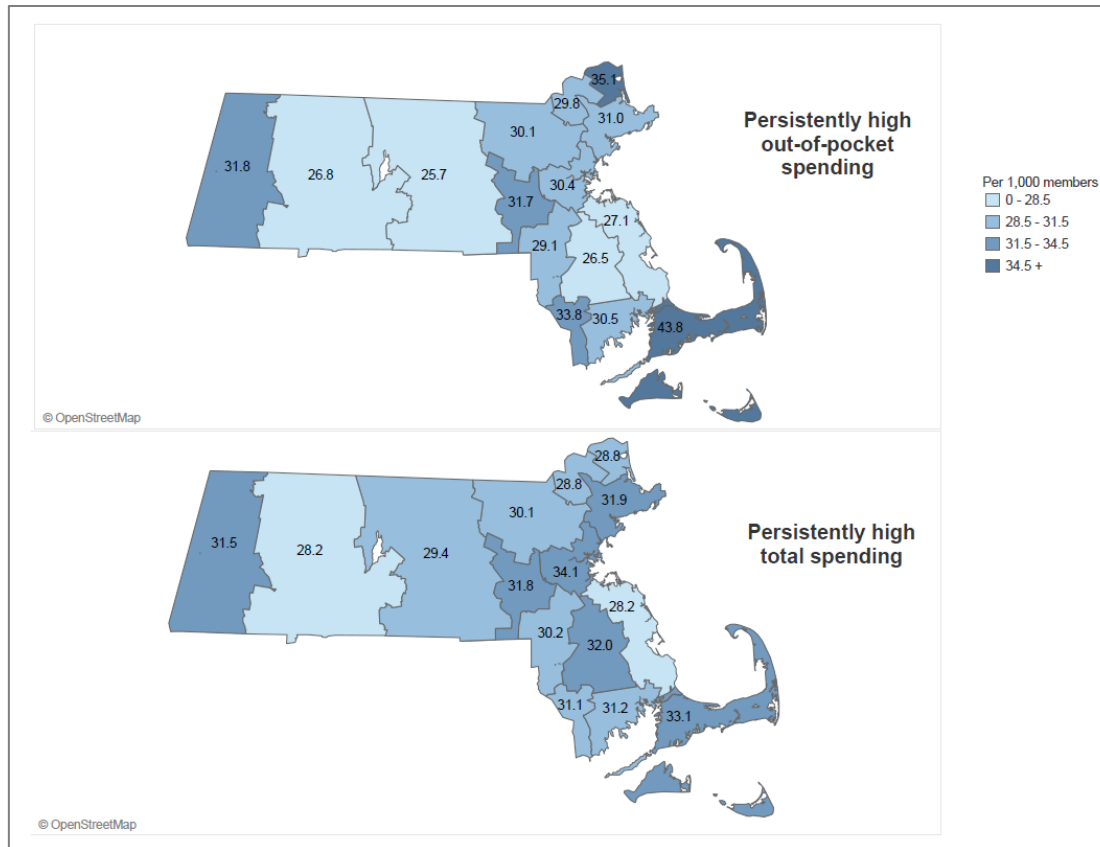 35.1
29.8
31.0
30.1
Persistently high
out-of-pocket
spending
31.8
26.8
25.7
30.4
31.7
Per 1,000 members
0 - 28.5
28.5 - 31.5
31.5 - 34.5
34.5 +
27.1
29.1
26.5
33.8
30.5
43.8
© OpenStreetMap
28.8
28.8
31.9
30.1
Persistently high
total spending
31.5
28.2
29.4
34.1
31.8
28.2
30.2
32.0
31.1
31.2
33.1
© OpenStreetMap